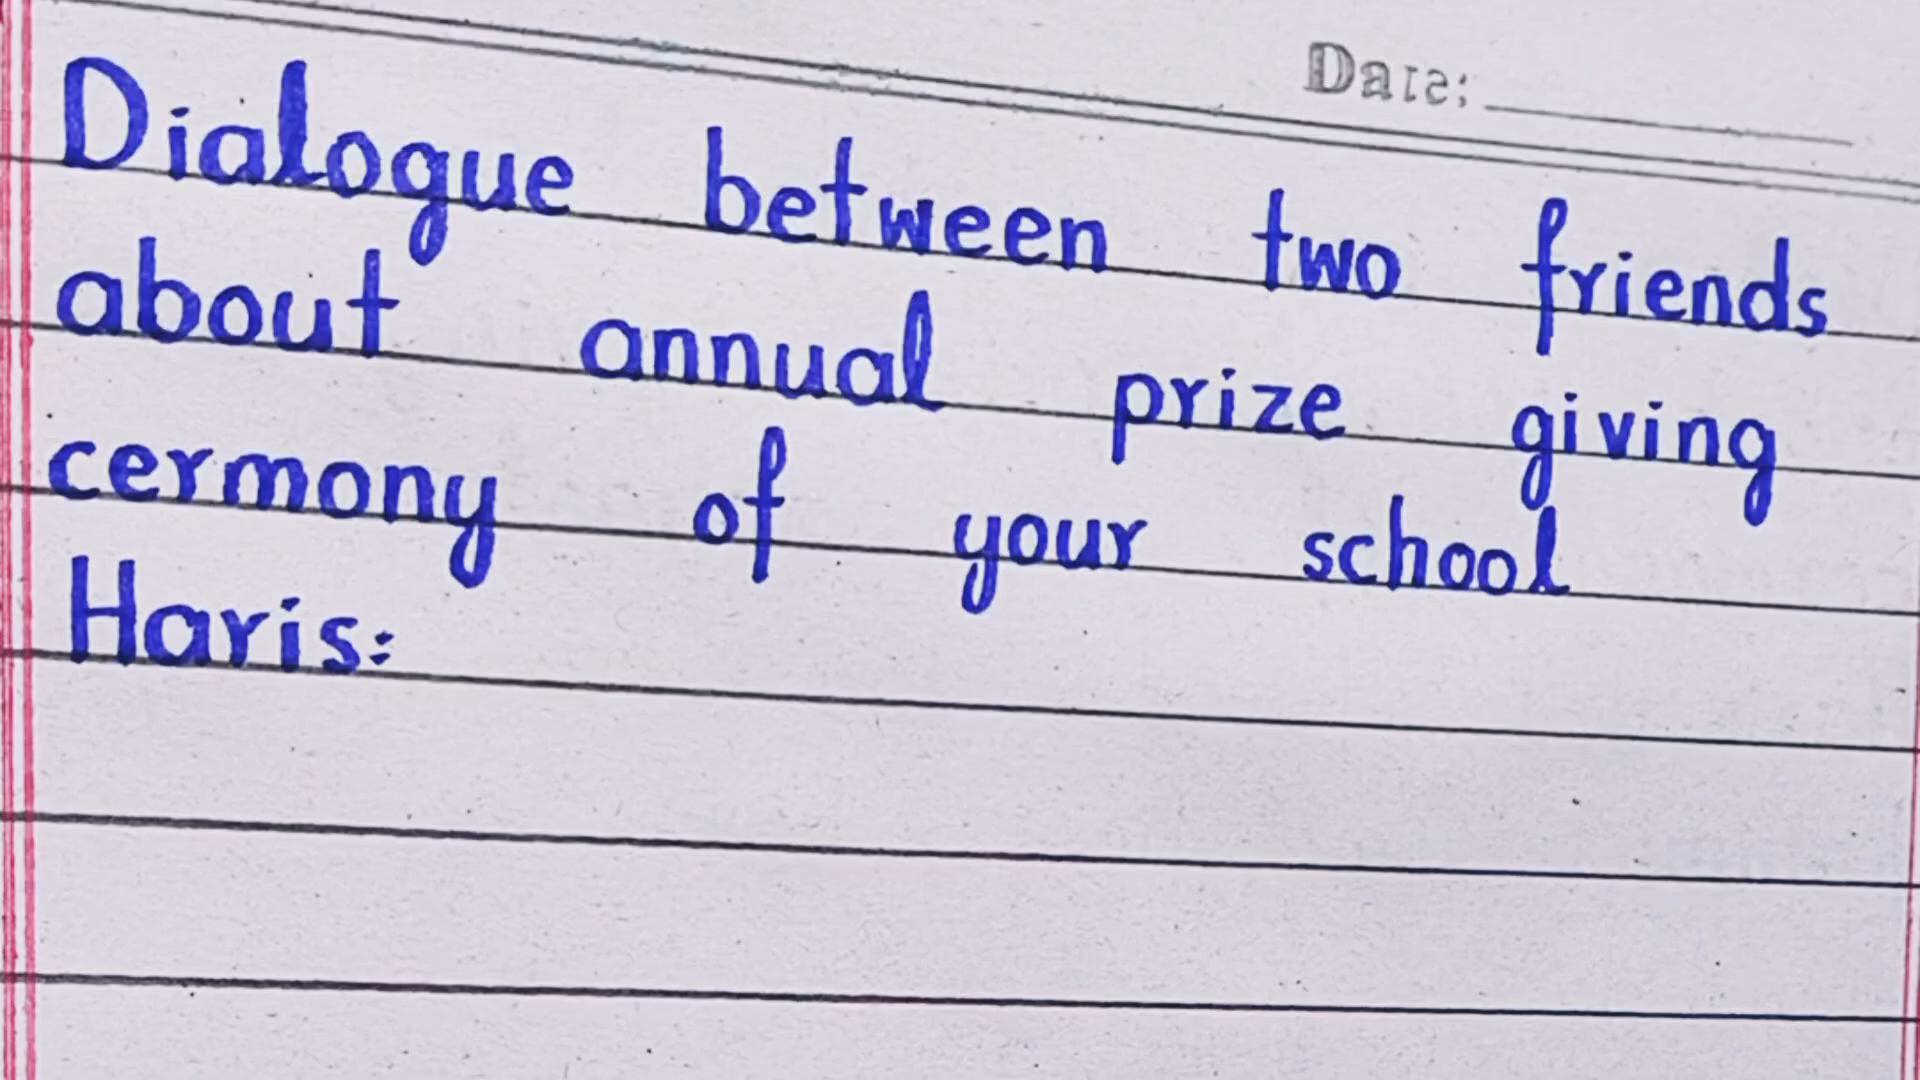 Date:
Dialogue between two friends
about annual prize giving
cermony of your school
Haris: